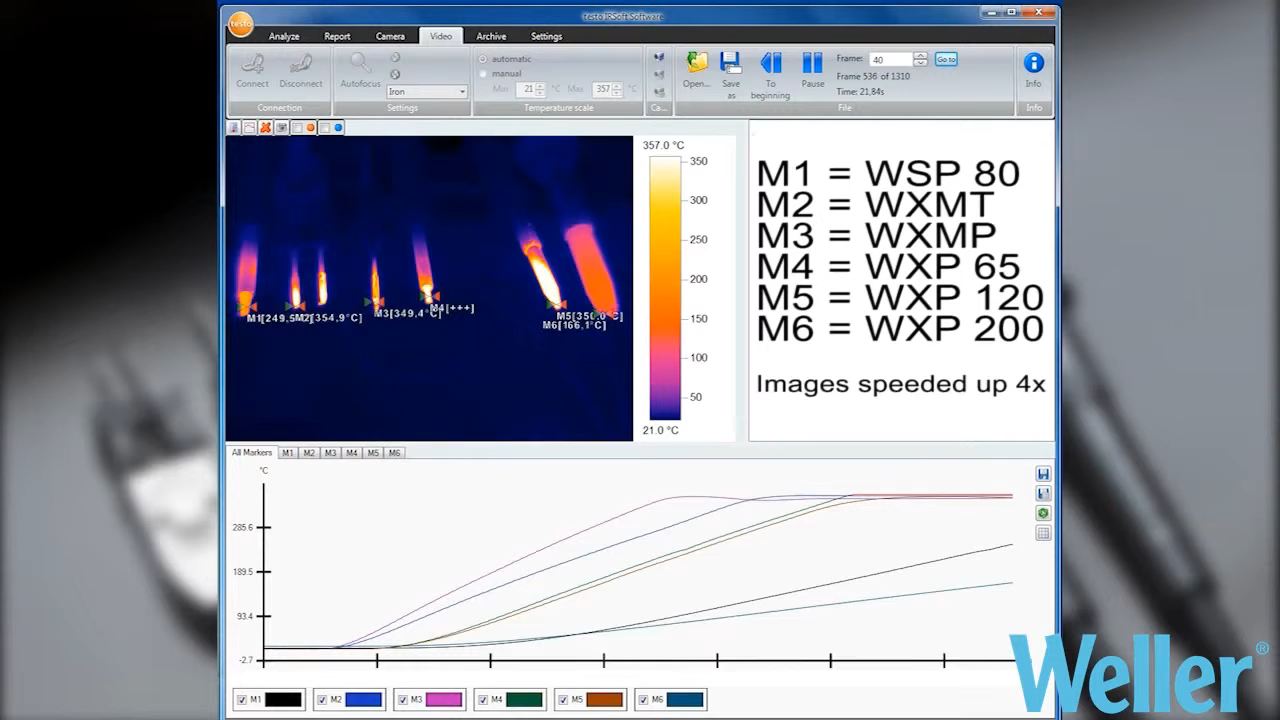 testo IRSoft Software
testo
Analyze Report Camera Video Archive Settings
Connect Disconnect
Connection
Autofocus
Iron
Settings
automatic
manual
Min 21 °C Max 357 °C
Temperature scale
Ca...
Open...
Save as
To beginning
Pause
Frame: 40 Go to
Frame 536 of 1310
Time: 21,84s
File
Info
Info
357.0 °C
350
300
250
200
150
100
50
21.0 °C
M2[354,9°C]
M3[349,4°C]
M4[+++]
M5[350,0°C]
M6[166,1°C]
M1 = WSP 80
M2 = WXMT
M3 = WXMP
M4 = WXP 65
M5 = WXP 120
M6 = WXP 200
Images speeded up 4x
All Markers M1 M2 M3 M4 M5 M6
°C
285.6
189.5
93.4
-2.7
M1 M2 M3 M4 M5 M6
Weller®